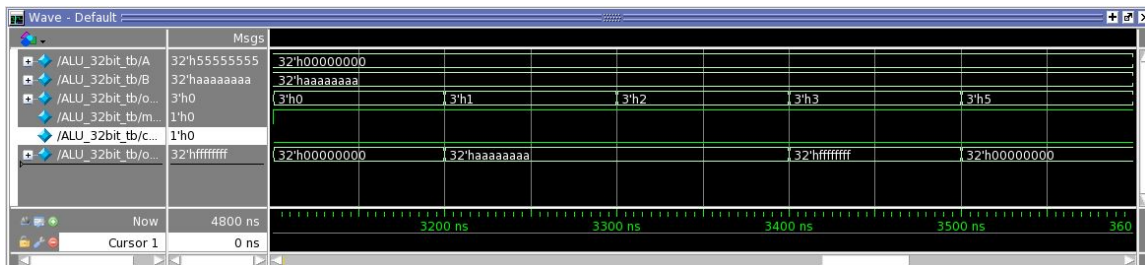 Wave - Default
Msgs
/ALU_32bit_tb/A 32'h55555555 32'h00000000
/ALU_32bit_tb/B 32'haaaaaaaa 32'haaaaaaaa
/ALU_32bit_tb/o... 3'h0 3'h0 3'h1 3'h2 3'h3 3'h5
/ALU_32bit_tb/m... 1'h0
/ALU_32bit_tb/c... 1'h0
/ALU_32bit_tb/o... 32'hffffffff 32'h00000000 32'haaaaaaaa 32'hffffffff 32'h00000000
Now 4800 ns 3200 ns 3300 ns 3400 ns 3500 ns 360
Cursor 1 0 ns